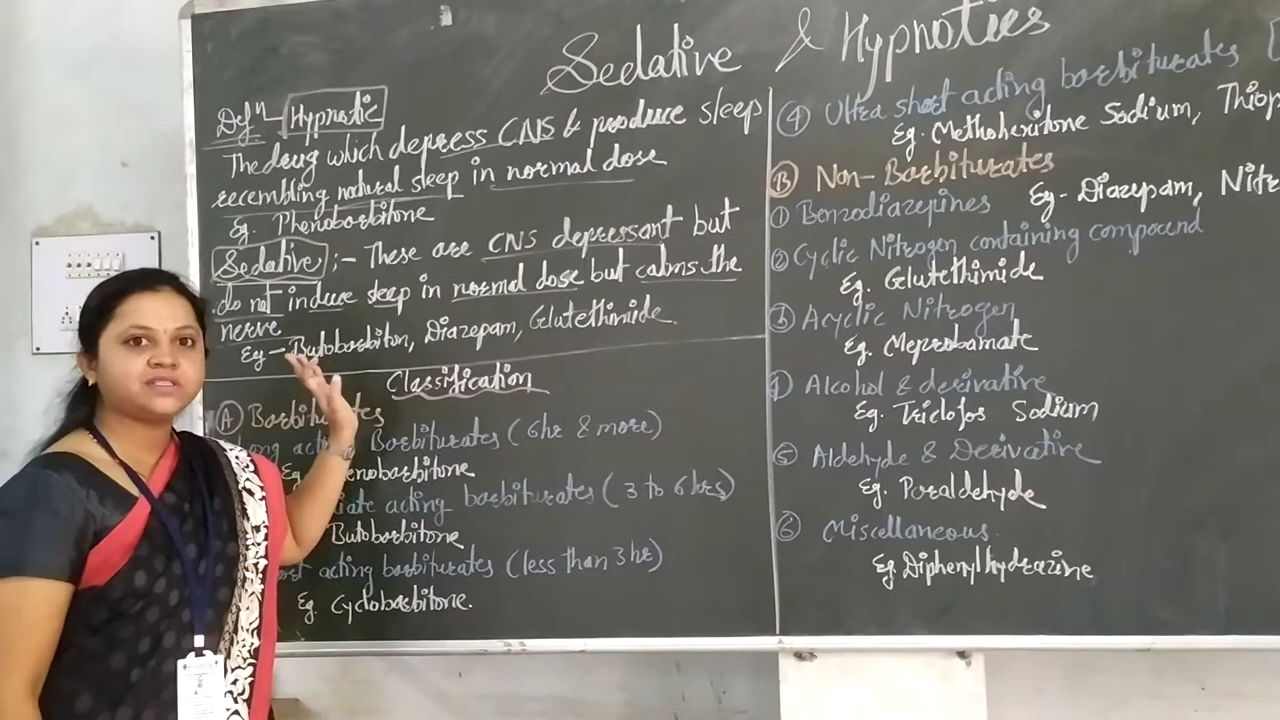 Sedative & Hypnotics
Defⁿ - Hypnotic
The drug which depress CNS & produce sleep
resembling natural sleep in normal dose
Eg. Phenobarbitone
Sedative :- These are CNS depressant but
do not induce sleep in normal dose but calms the
nerve
Eg - Butobarbiton, Diazepam, Glutethimide.
Classification
(A) Barbiturates
acting Barbiturates (6hr & more)
Eg.
acting barbiturates (3 to 6 hrs)
Butobarbitone
acting barbiturates (less than 3 hr)
Eg. Cyclobarbitone.
(4) Ultra short acting barbiturates
Eg. Methohexitone Sodium,
(B) Non-Barbiturates
(1) Benzodiazepines Eg - Diazepam,
(2) Cyclic Nitrogen containing compound
Eg. Glutethimide
(3) Acyclic Nitrogen
Eg. Meprobamate
(4) Alcohol & derivative
Eg. Triclofos Sodium
(5) Aldehyde & Derivative
Eg. Paraldehyde
(6) Miscellaneous.
Eg. Diphenylhydrazine